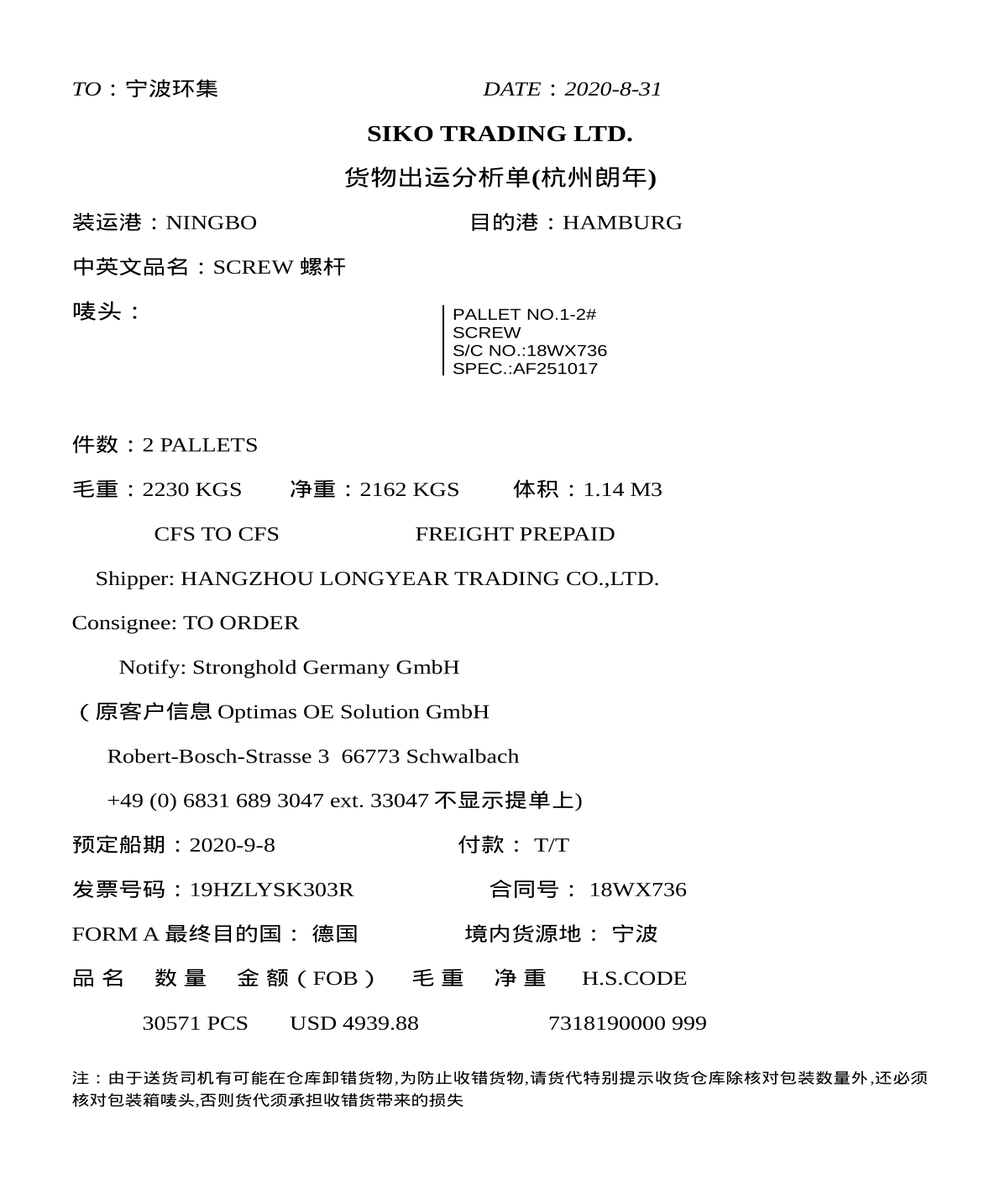 TO：宁波环集 DATE：2020-8-31
SIKO TRADING LTD.
货物出运分析单(杭州朗年)
装运港：NINGBO 目的港：HAMBURG
中英文品名：SCREW 螺杆
唛头：
PALLET NO.1-2#
SCREW
S/C NO.:18WX736
SPEC.:AF251017
件数：2 PALLETS
毛重：2230 KGS 净重：2162 KGS 体积：1.14 M3
CFS TO CFS FREIGHT PREPAID
Shipper: HANGZHOU LONGYEAR TRADING CO.,LTD.
Consignee: TO ORDER
Notify: Stronghold Germany GmbH
（原客户信息 Optimas OE Solution GmbH
Robert-Bosch-Strasse 3 66773 Schwalbach
+49 (0) 6831 689 3047 ext. 33047 不显示提单上)
预定船期：2020-9-8 付款： T/T
发票号码：19HZLYSK303R 合同号： 18WX736
FORM A 最终目的国： 德国 境内货源地： 宁波
品 名 数 量 金 额（FOB） 毛 重 净 重 H.S.CODE
30571 PCS USD 4939.88 7318190000 999
注：由于送货司机有可能在仓库卸错货物,为防止收错货物,请货代特别提示收货仓库除核对包装数量外,还必须
核对包装箱唛头,否则货代须承担收错货带来的损失